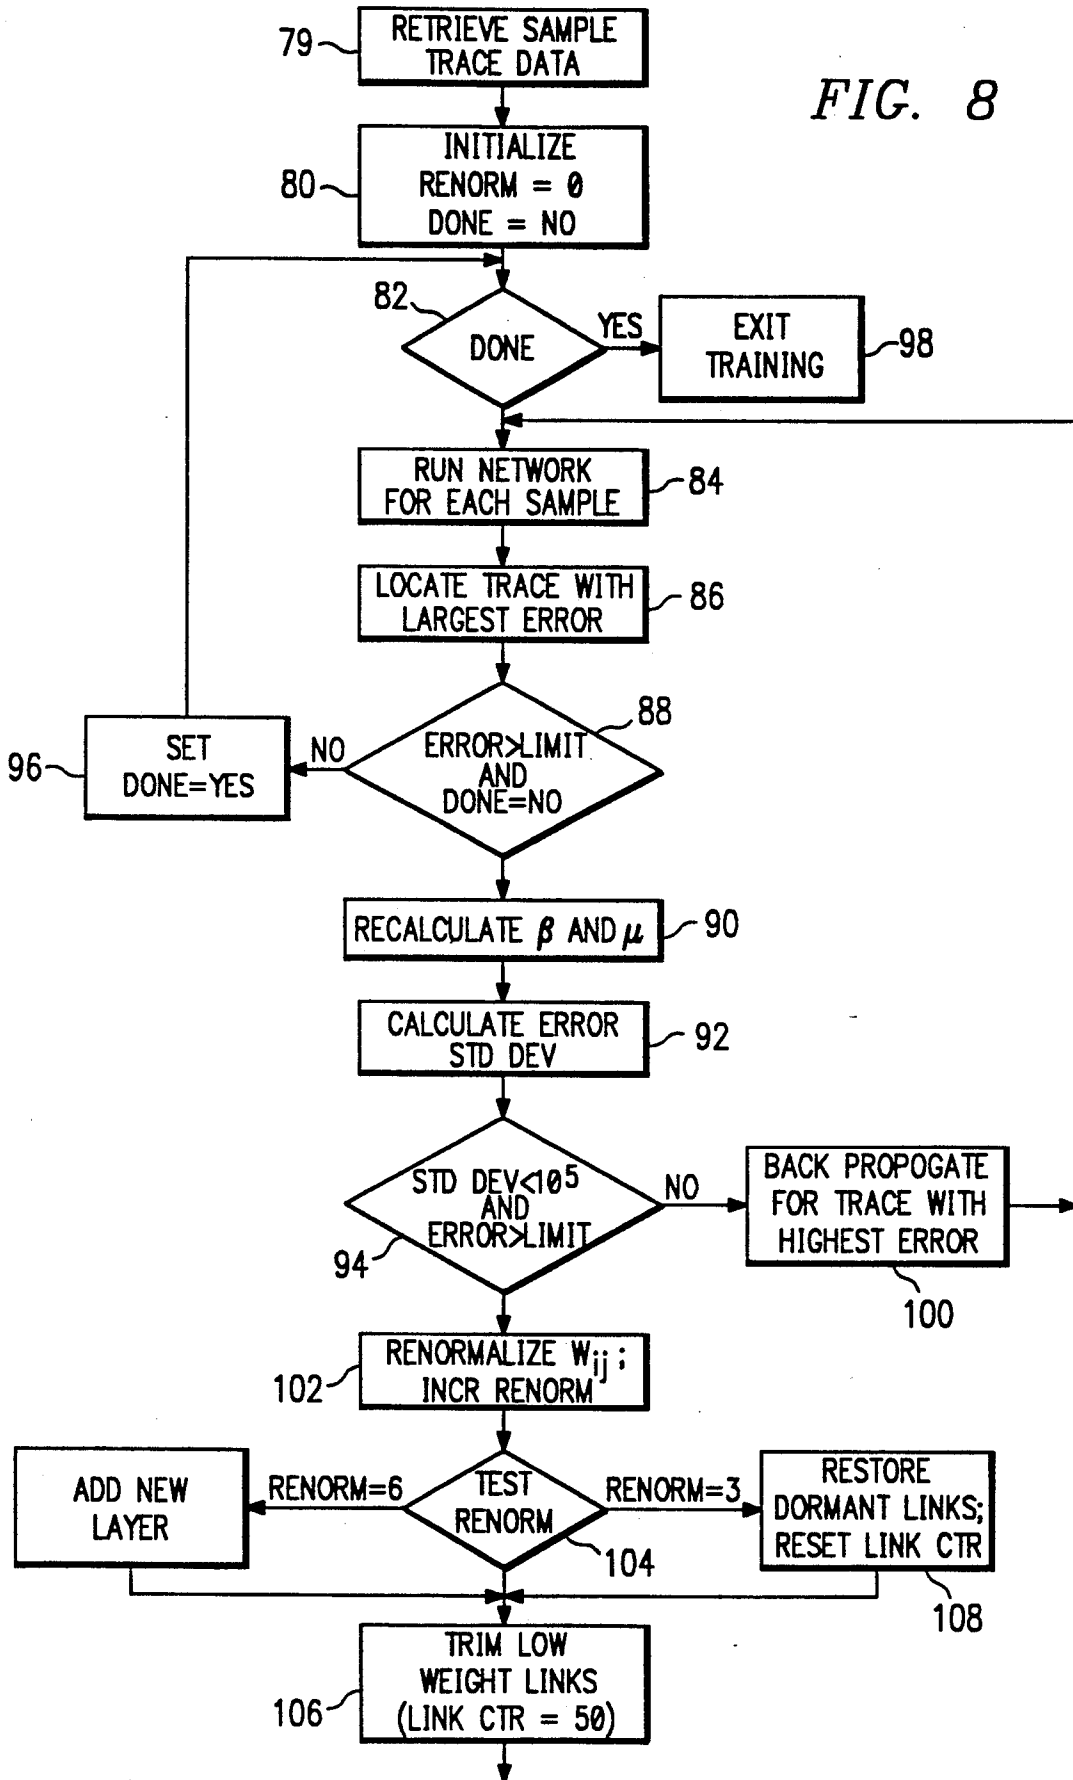 79
RETRIEVE SAMPLE
TRACE DATA
FIG. 8
80
INITIALIZE
RENORM = 0
DONE = NO
82
DONE
YES
EXIT
TRAINING
98
RUN NETWORK
FOR EACH SAMPLE
84
LOCATE TRACE WITH
LARGEST ERROR
86
88
ERROR>LIMIT
AND
DONE=NO
NO
96
SET
DONE=YES
RECALCULATE β AND μ
90
CALCULATE ERROR
STD DEV
92
STD DEV<10⁵
AND
ERROR>LIMIT
94
NO
BACK PROPOGATE
FOR TRACE WITH
HIGHEST ERROR
100
102
RENORMALIZE Wij;
INCR RENORM
ADD NEW
LAYER
RENORM=6
TEST
RENORM
104
RENORM=3
RESTORE
DORMANT LINKS;
RESET LINK CTR
108
106
TRIM LOW
WEIGHT LINKS
(LINK CTR = 50)